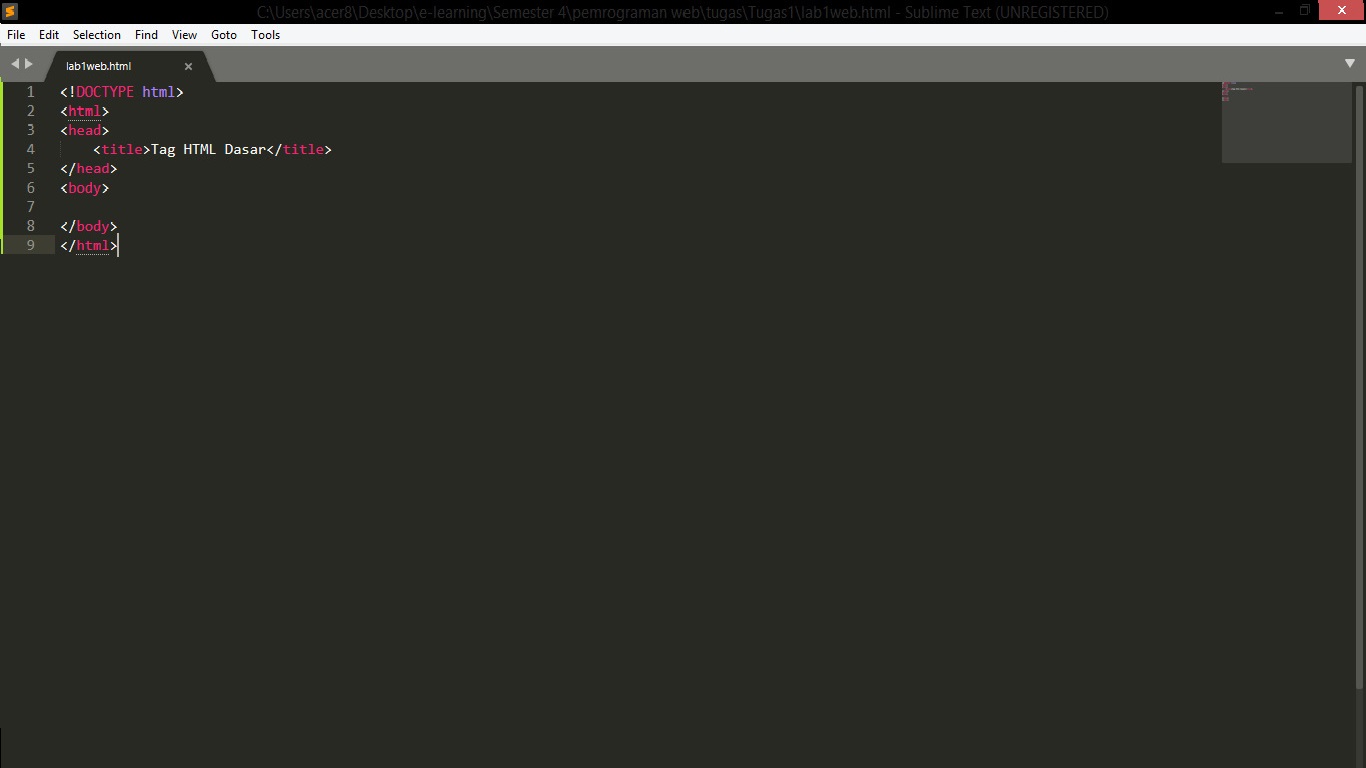 C:\Users\acer8\Desktop\e-learning\Semester 4\pemrograman web\tugas\Tugas1\lab1web.html - Sublime Text (UNREGISTERED)
File Edit Selection Find View Goto Tools
lab1web.html
1 <!DOCTYPE html>
2 <html>
3 <head>
4     <title>Tag HTML Dasar</title>
5 </head>
6 <body>
7
8 </body>
9 </html>